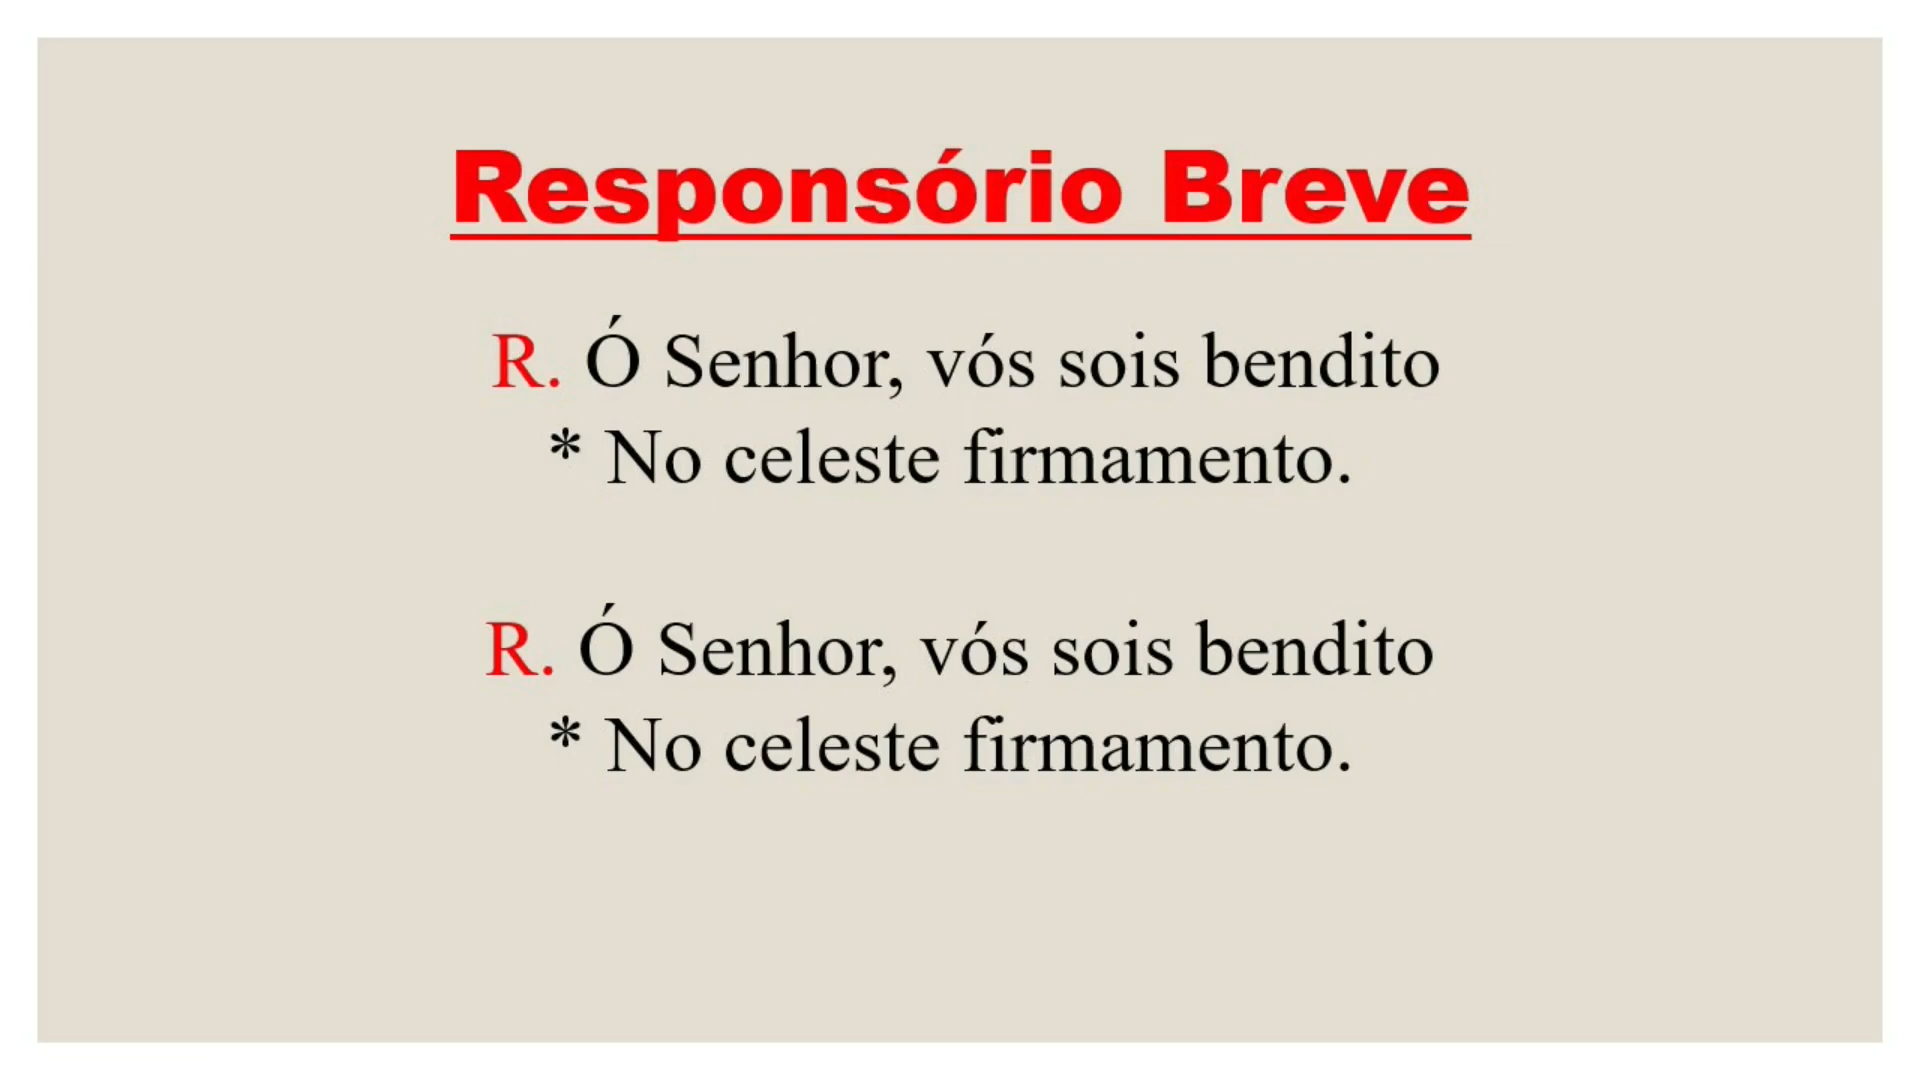 Responsório Breve
R. Ó Senhor, vós sois bendito
* No celeste firmamento.
R. Ó Senhor, vós sois bendito
* No celeste firmamento.